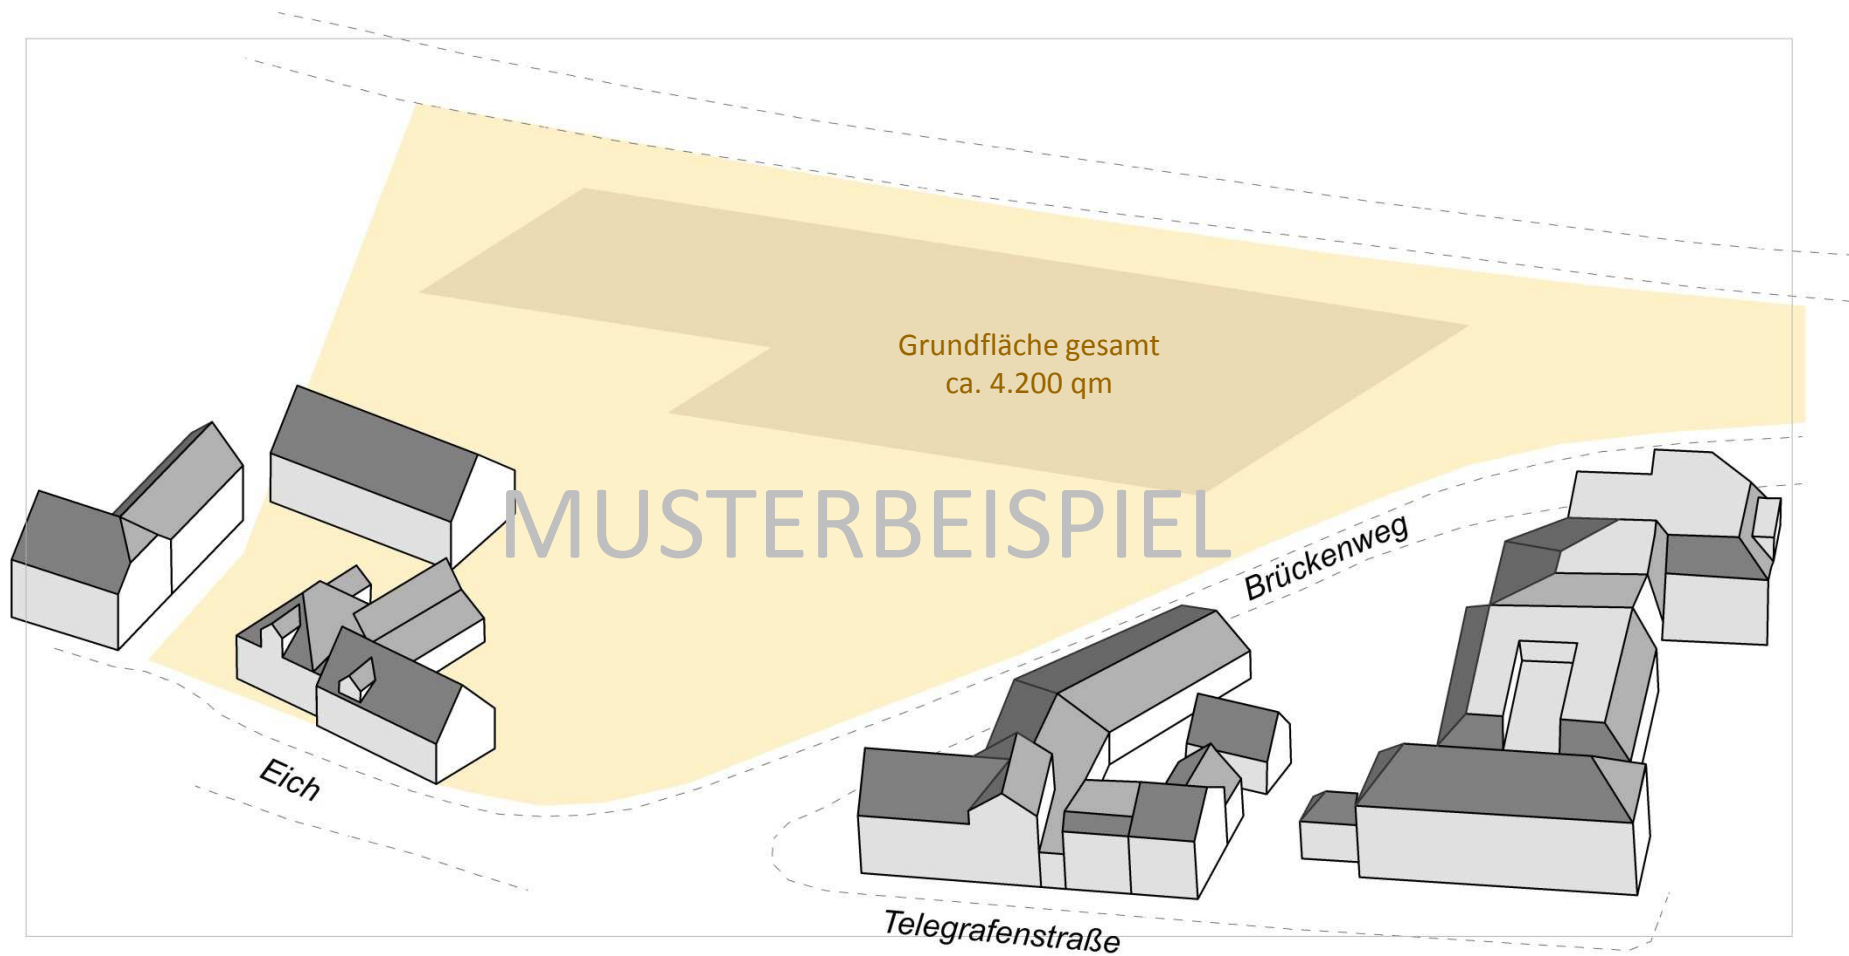 Grundfläche gesamt
ca. 4.200 qm
MUSTERBEISPIEL
Brückenweg
Eich
Telegrafenstraße